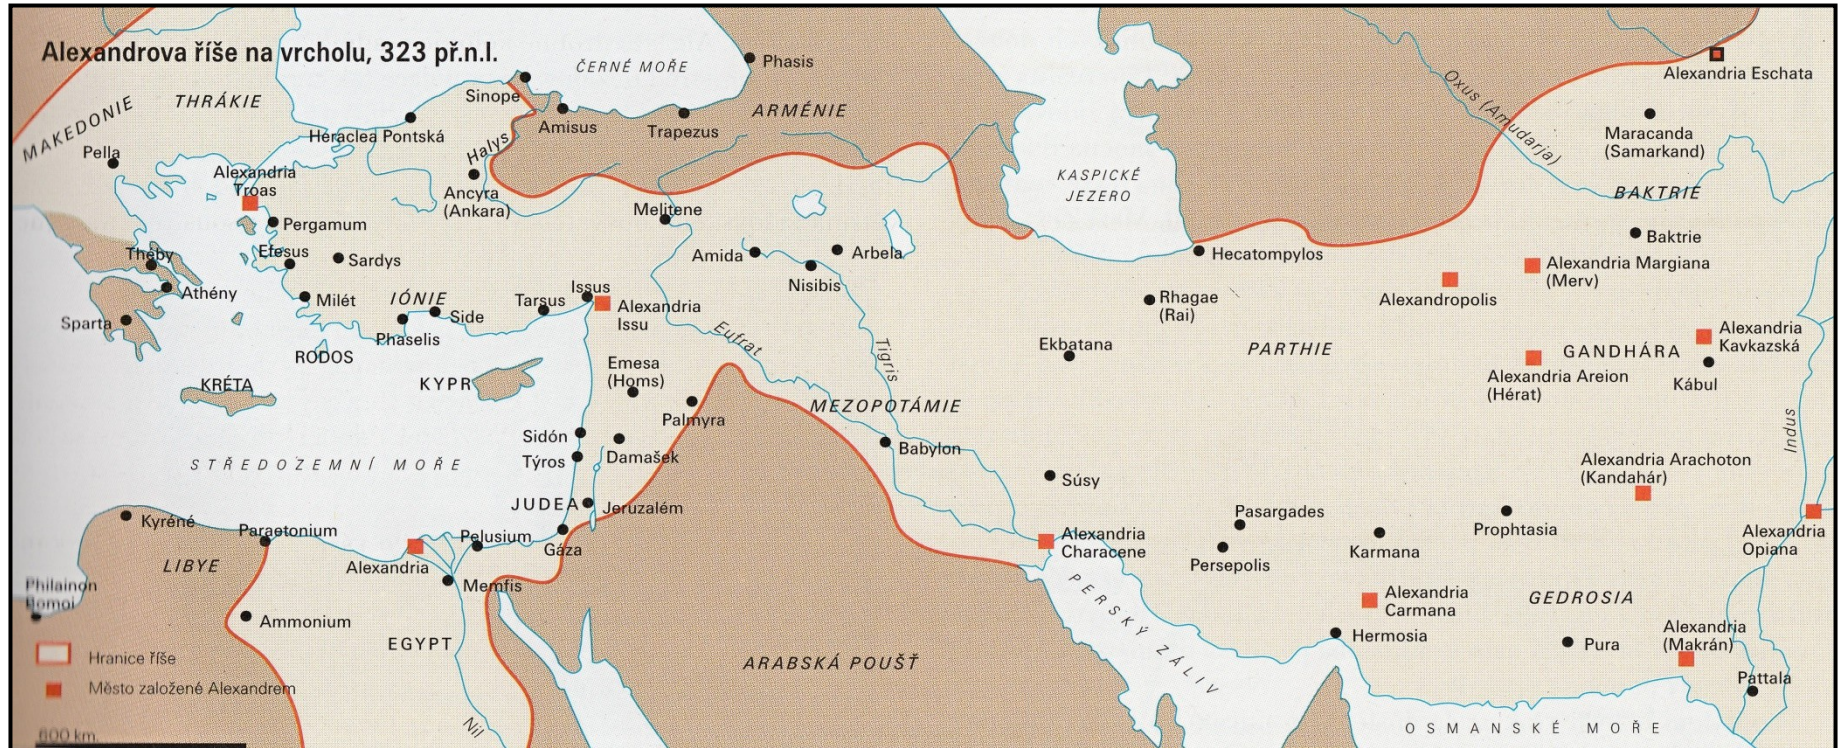 Alexandrova říše na vrcholu, 323 př.n.l.
ČERNÉ MOŘE
Phasis
Alexandria Eschata
MAKEDONIE
THRÁKIE
Sinope
Amisus
Trapezus
ARMÉNIE
Oxus (Amudarja)
Maracanda
(Samarkand)
Heraclea Pontská
Halys
Pella
Alexandria
Troas
Ancyra
(Ankara)
KASPICKÉ
JEZERO
BAKTRIE
Pergamum
Melitene
Baktrie
Théby
Efesus
Sardys
Amida
Arbela
Nisibis
Hecatompylos
Alexandria Margiana
(Merv)
Alexandropolis
Athény
Milét
IÓNIE
Side
Tarsus
Issus
Alexandria
Issu
Rhagae
(Rai)
Sparta
Phaselis
RODOS
Eufrat
Tigris
Ekbatana
PARTHIE
GANDHÁRA
Alexandria
Kavkazská
Alexandria Areion
(Hérat)
Kábul
KRÉTA
KYPR
Emesa
(Homs)
Palmyra
MEZOPOTÁMIE
Indus
STŘEDOZEMNÍ MOŘE
Sidón
Týros
Damašek
Babylon
Súsy
Alexandria Arachoton
(Kandahár)
JUDEA
Jeruzalém
Kyréné
Paraetonium
Pelusium
Gáza
Alexandria
Characene
Pasargades
Persepolis
Karmana
Prophtasia
Alexandria
Opiana
LIBYE
Alexandria
Memfis
Philainon
Bomoi
Ammonium
EGYPT
PERSKÝ ZÁLIV
Alexandria
Carmana
GEDROSIA
Hermosia
Pura
Alexandria
(Makrán)
Pattala
ARABSKÁ POUŠŤ
Nil
OSMANSKÉ MOŘE
Hranice říše
Město založené Alexandrem
600 km.